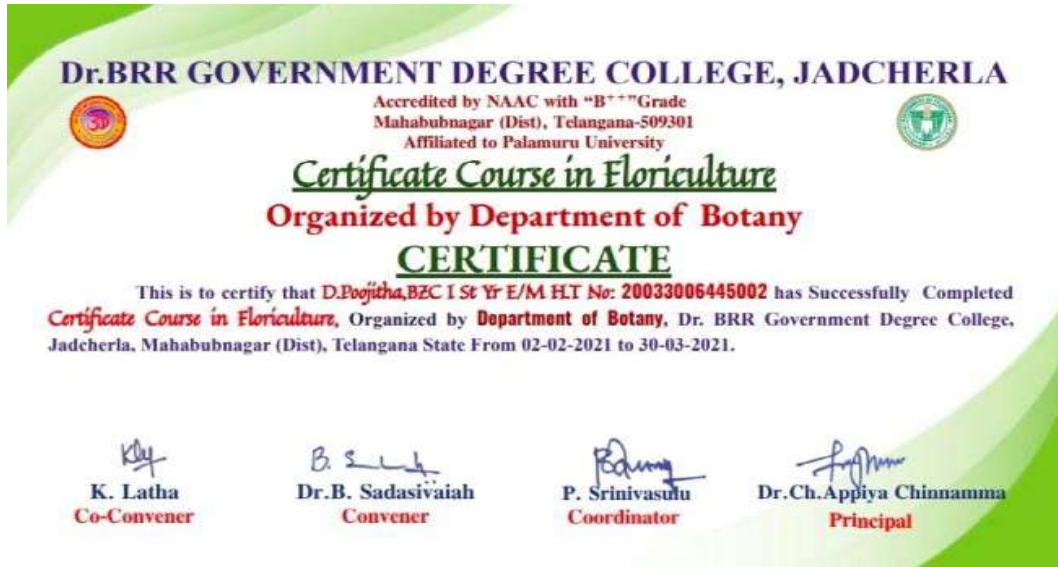 Dr.BRR GOVERNMENT DEGREE COLLEGE, JADCHERLA
Accredited by NAAC with “B⁺⁺”Grade
Mahabubnagar (Dist), Telangana-509301
Affiliated to Palamuru University
Certificate Course in Floriculture
Organized by Department of Botany
CERTIFICATE
This is to certify that D.Poojitha,BZC I St Yr E/M H.T No: 20033006445002 has Successfully Completed
Certificate Course in Floriculture, Organized by Department of Botany, Dr. BRR Government Degree College,
Jadcherla, Mahabubnagar (Dist), Telangana State From 02-02-2021 to 30-03-2021.
K. Latha
Co-Convener
Dr.B. Sadasivaiah
Convener
P. Srinivasulu
Coordinator
Dr.Ch.Appiya Chinnamma
Principal